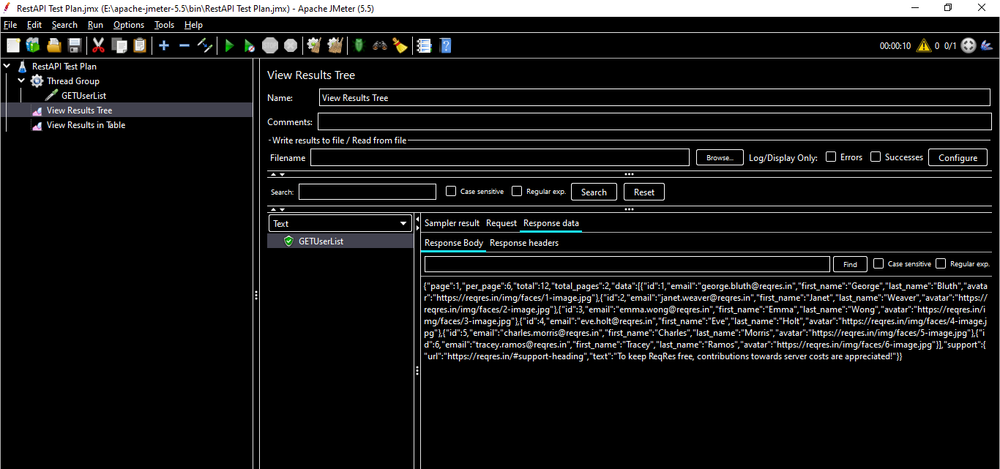 RestAPI Test Plan.jmx (E:\apache-jmeter-5.5\bin\RestAPI Test Plan.jmx) - Apache JMeter (5.5)
File Edit Search Run Options Tools Help
00:00:10 0 0/1
RestAPI Test Plan
Thread Group
GETUserList
View Results Tree
View Results in Table
View Results Tree
Name: View Results Tree
Comments:
Write results to file / Read from file
Filename Browse... Log/Display Only: Errors Successes Configure
Search: Case sensitive Regular exp. Search Reset
Text
GETUserList
Sampler result Request Response data
Response Body Response headers
Find Case sensitive Regular exp.
{"page":1,"per_page":6,"total":12,"total_pages":2,"data":[{"id":1,"email":"george.bluth@reqres.in","first_name":"George","last_name":"Bluth","avata
r":"https://reqres.in/img/faces/1-image.jpg"},{"id":2,"email":"janet.weaver@reqres.in","first_name":"Janet","last_name":"Weaver","avatar":"https://
reqres.in/img/faces/2-image.jpg"},{"id":3,"email":"emma.wong@reqres.in","first_name":"Emma","last_name":"Wong","avatar":"https://reqres.in/i
mg/faces/3-image.jpg"},{"id":4,"email":"eve.holt@reqres.in","first_name":"Eve","last_name":"Holt","avatar":"https://reqres.in/img/faces/4-image.j
pg"},{"id":5,"email":"charles.morris@reqres.in","first_name":"Charles","last_name":"Morris","avatar":"https://reqres.in/img/faces/5-image.jpg"},{"i
d":6,"email":"tracey.ramos@reqres.in","first_name":"Tracey","last_name":"Ramos","avatar":"https://reqres.in/img/faces/6-image.jpg"}],"support":{
"url":"https://reqres.in/#support-heading","text":"To keep ReqRes free, contributions towards server costs are appreciated!"}}